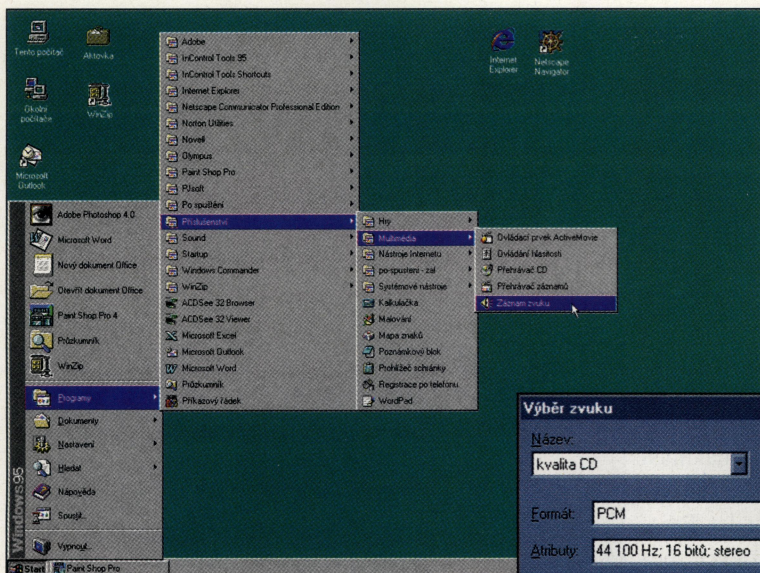 Tento počítač
Aktovka
Okolní
počítače
WinZip
Microsoft
Outlook
Internet
Explorer
Netscape
Navigator
Adobe Photoshop 4.0
Microsoft Word
Nový dokument Office
Otevřít dokument Office
Paint Shop Pro 4
Průzkumník
WinZip
Programy
Dokumenty
Nastavení
Hledat
Nápověda
Spustit...
Vypnout...
Windows95
Start
Paint Shop Pro
Adobe
InControl Tools 95
InControl Tools Shortcuts
Internet Explorer
Netscape Communicator Professional Edition
Norton Utilities
Novell
Olympus
Paint Shop Pro
PJsoft
Po spuštění
Příslušenství
Sound
Startup
Windows Commander
WinZip
ACDSee 32 Browser
ACDSee 32 Viewer
Microsoft Excel
Microsoft Outlook
Microsoft Word
Průzkumník
Příkazový řádek
Hry
Multimédia
Nástroje Internetu
po-spusteni - zal
Systémové nástroje
Kalkulačka
Malování
Mapa znaků
Poznámkový blok
Prohlížeč schránky
Registrace po telefonu
WordPad
Ovládací prvek ActiveMovie
Ovládání hlasitosti
Přehrávač CD
Přehrávač záznamů
Záznam zvuku
Výběr zvuku
Název:
kvalita CD
Formát:
PCM
Atributy:
44 100 Hz; 16 bitů; stereo